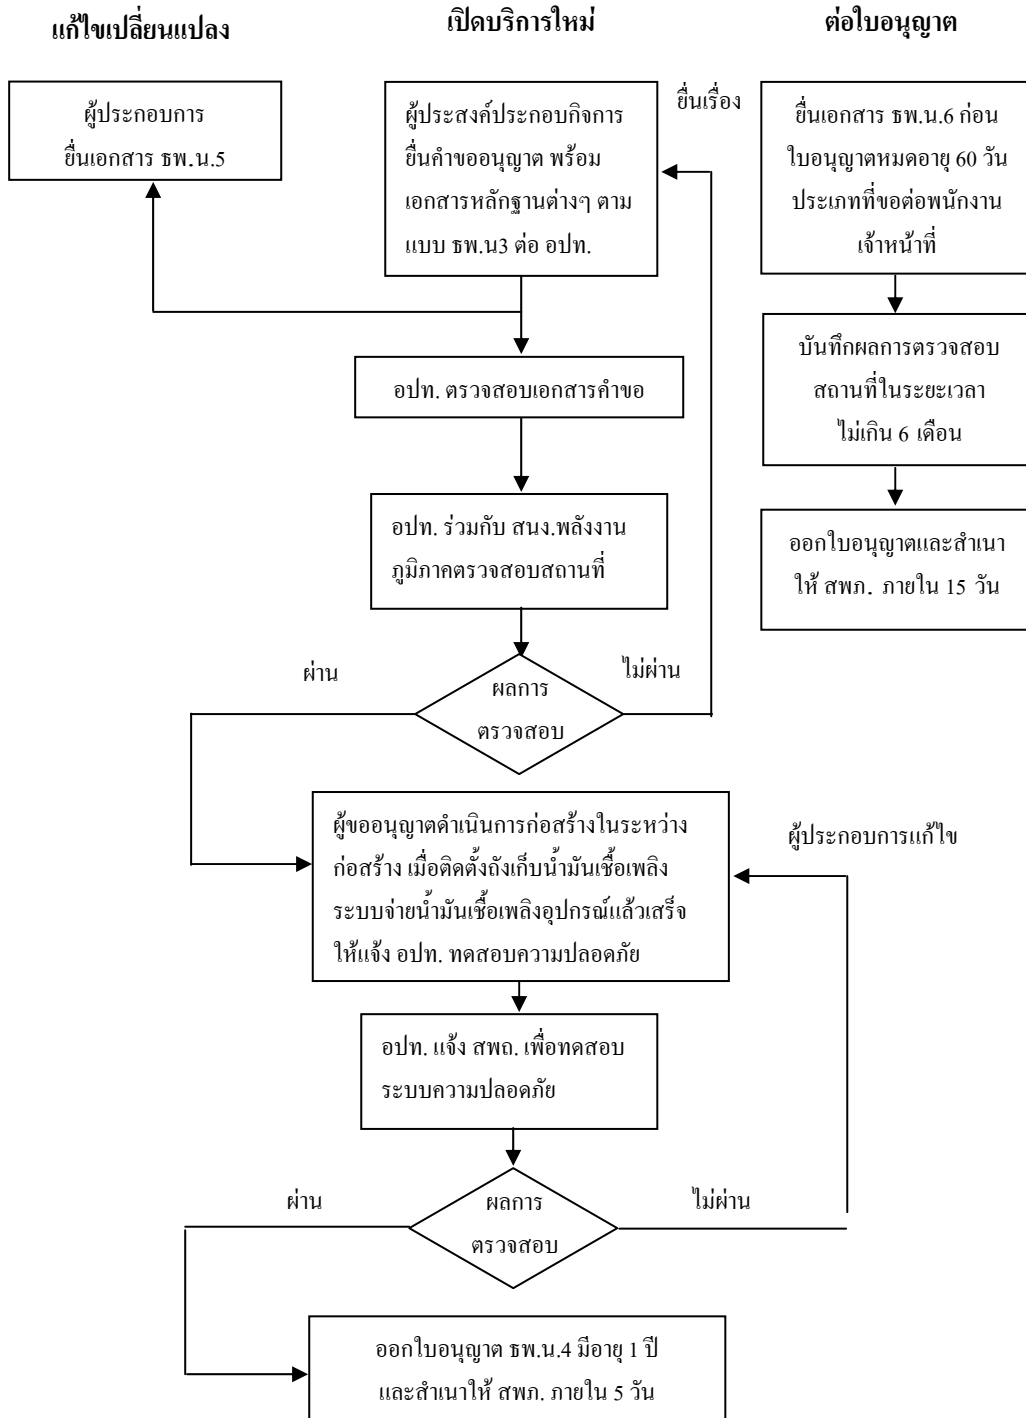 แก้ไขเปลี่ยนแปลง
เปิดบริการใหม่
ต่อใบอนุญาต
ผู้ประกอบการ
ยื่นเอกสาร ธพ.น.5
ผู้ประสงค์ประกอบกิจการ
ยื่นคำขออนุญาต พร้อม
เอกสารหลักฐานต่างๆ ตาม
แบบ ธพ.น3 ต่อ อปท.
ยื่นเรื่อง
ยื่นเอกสาร ธพ.น.6 ก่อน
ใบอนุญาตหมดอายุ 60 วัน
ประเภทที่ขอต่อพนักงาน
เจ้าหน้าที่
บันทึกผลการตรวจสอบ
สถานที่ในระยะเวลา
ไม่เกิน 6 เดือน
ออกใบอนุญาตและสำเนา
ให้ สพภ. ภายใน 15 วัน
อปท. ตรวจสอบเอกสารคำขอ
อปท. ร่วมกับ สนง.พลังงาน
ภูมิภาคตรวจสอบสถานที่
ผ่าน
ไม่ผ่าน
ผลการ
ตรวจสอบ
ผู้ขออนุญาตดำเนินการก่อสร้างในระหว่าง
ก่อสร้าง เมื่อติดตั้งถังเก็บน้ำมันเชื้อเพลิง
ระบบจ่ายน้ำมันเชื้อเพลิงอุปกรณ์แล้วเสร็จ
ให้แจ้ง อปท. ทดสอบความปลอดภัย
ผู้ประกอบการแก้ไข
อปท. แจ้ง สพถ. เพื่อทดสอบ
ระบบความปลอดภัย
ผ่าน
ไม่ผ่าน
ผลการ
ตรวจสอบ
ออกใบอนุญาต ธพ.น.4 มีอายุ 1 ปี
และสำเนาให้ สพภ. ภายใน 5 วัน